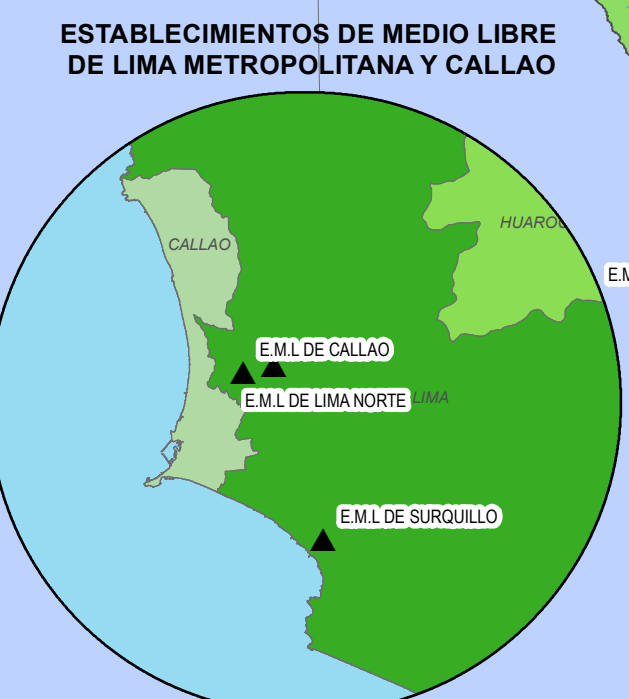 ESTABLECIMIENTOS DE MEDIO LIBRE
DE LIMA METROPOLITANA Y CALLAO
CALLAO
E.M.L DE CALLAO
E.M.L DE LIMA NORTE
LIMA
E.M.L DE SURQUILLO